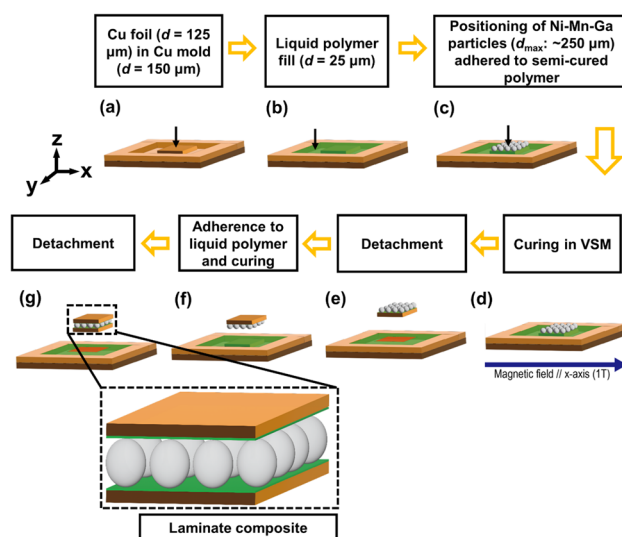 Cu foil (d = 125
µm) in Cu mold
(d = 150 µm)
Liquid polymer
fill (d = 25 µm)
Positioning of Ni-Mn-Ga
particles (dmax: ~250 µm)
adhered to semi-cured
polymer
(a)
(b)
(c)
z
y
x
Detachment
Adherence to
liquid polymer
and curing
Detachment
Curing in VSM
(g)
(f)
(e)
(d)
Magnetic field // x-axis (1T)
Laminate composite